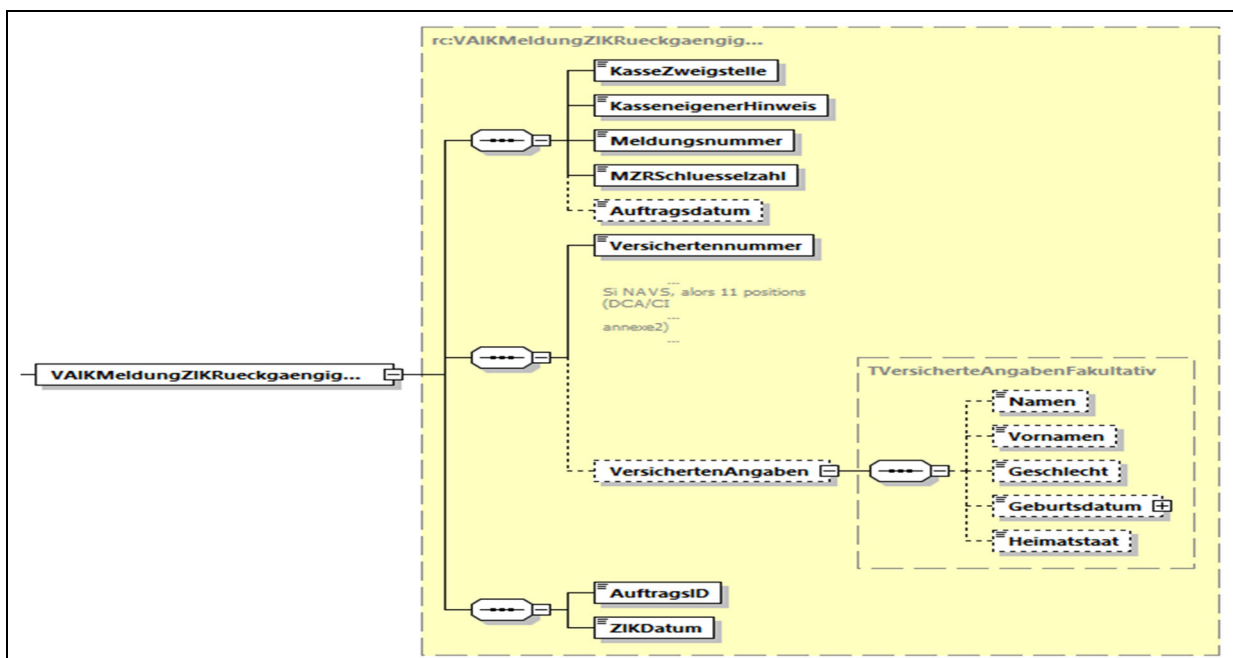 rc:VAIKMeldungZIKRueckgaengig...
KasseZweigstelle
KasseneigenerHinweis
Meldungsnummer
MZRSchluesselzahl
Auftragsdatum
Versichertennummer
---
Si NAVS, alors 11 positions
(DCA/CI
---
annexe2)
---
VAIKMeldungZIKRueckgaengig...
TVersicherteAngabenFakultativ
Namen
Vornamen
VersichertenAngaben
Geschlecht
Geburtsdatum
Heimatstaat
AuftragsID
ZIKDatum